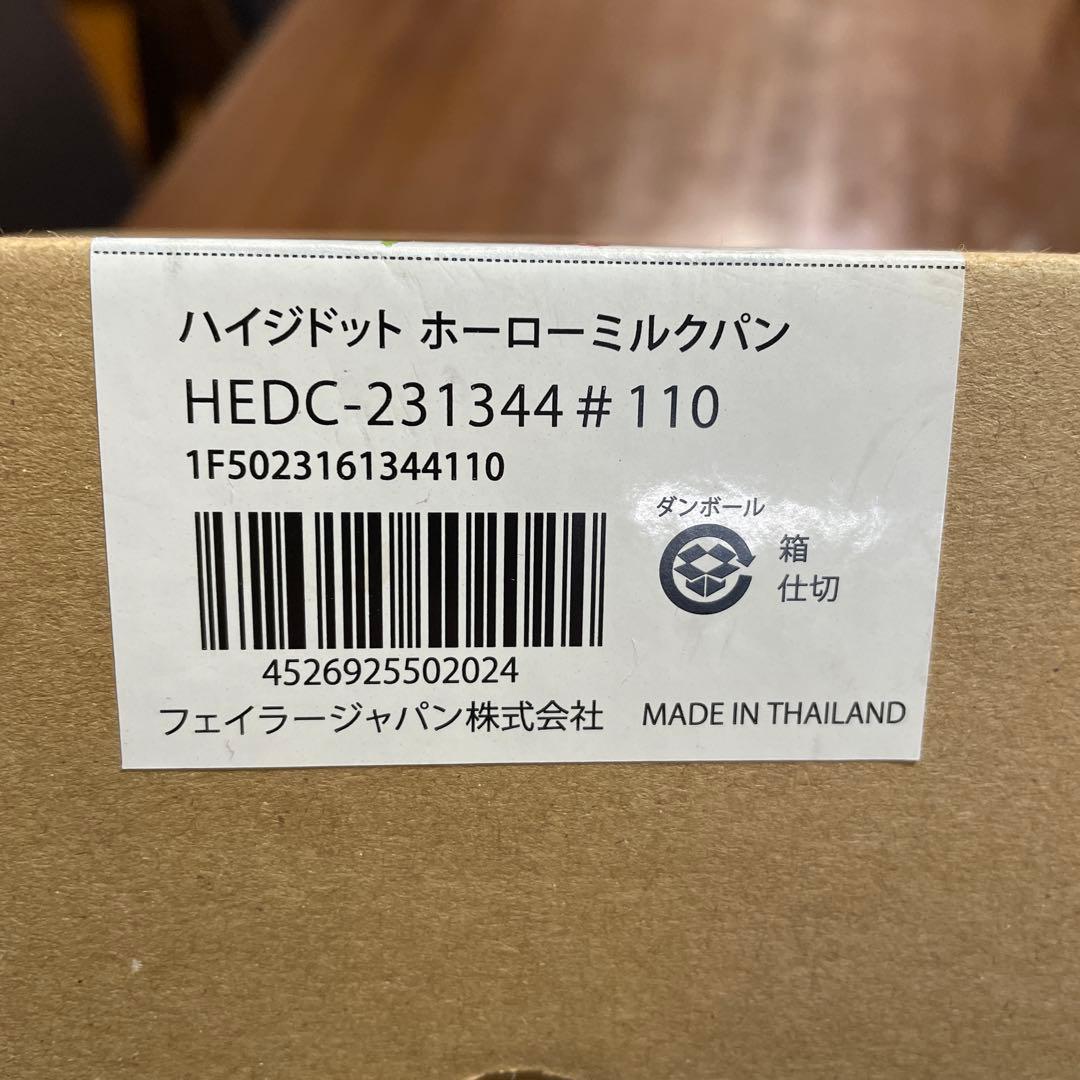 ハイジドット ホーローミルクパン
HEDC-231344＃110
1F5023161344110
ダンボール
箱
仕切
4526925502024
フェイラージャパン株式会社 MADE IN THAILAND